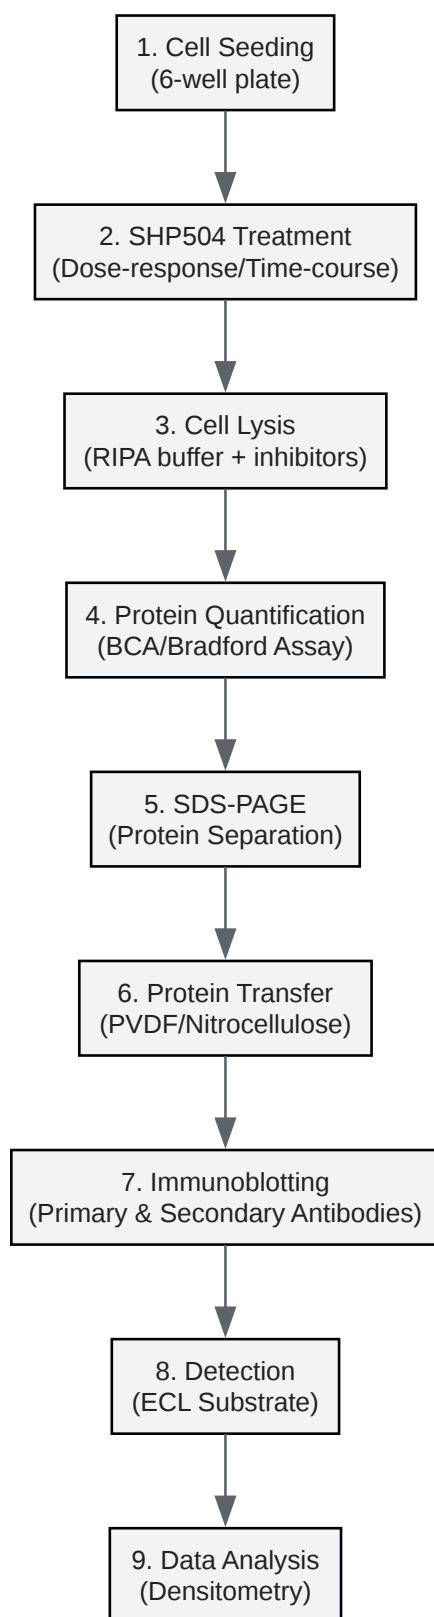 1. Cell Seeding
(6-well plate)
2. SHP504 Treatment
(Dose-response/Time-course)
3. Cell Lysis
(RIPA buffer + inhibitors)
4. Protein Quantification
(BCA/Bradford Assay)
5. SDS-PAGE
(Protein Separation)
6. Protein Transfer
(PVDF/Nitrocellulose)
7. Immunoblotting
(Primary & Secondary Antibodies)
8. Detection
(ECL Substrate)
9. Data Analysis
(Densitometry)